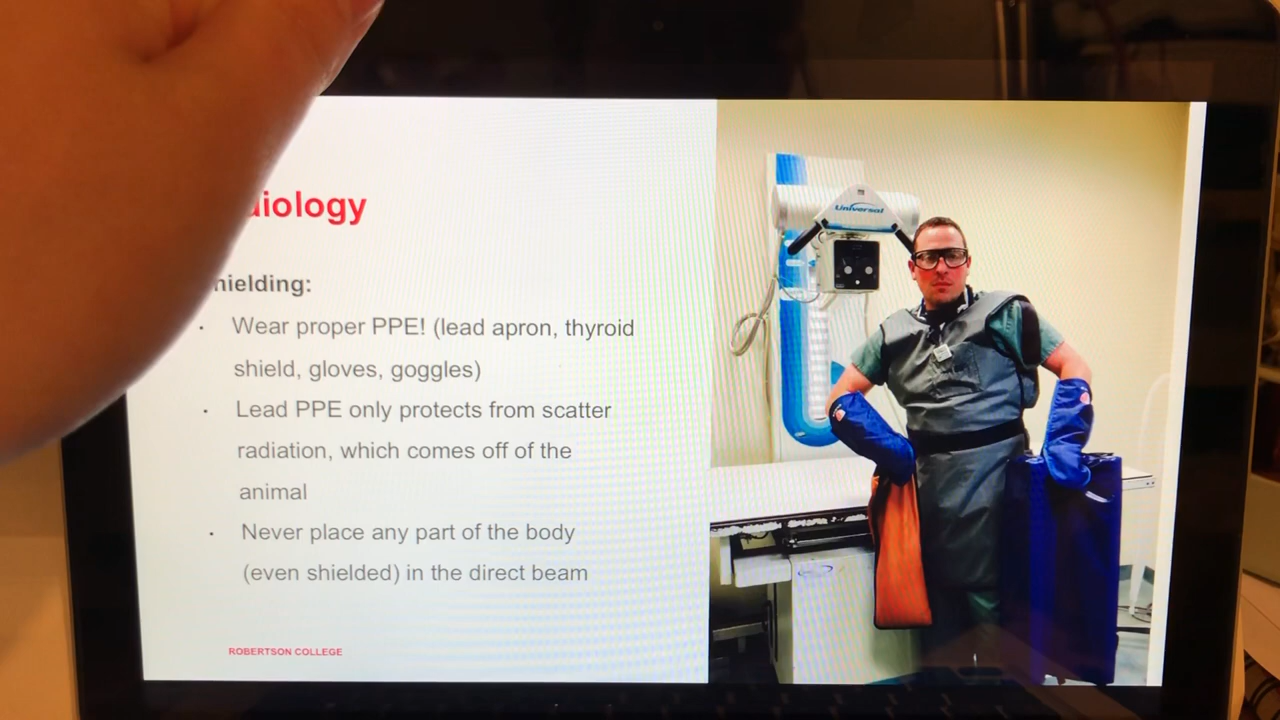 diology
hielding:
· Wear proper PPE! (lead apron, thyroid
shield, gloves, goggles)
· Lead PPE only protects from scatter
radiation, which comes off of the
animal
· Never place any part of the body
(even shielded) in the direct beam
ROBERTSON COLLEGE
Universal